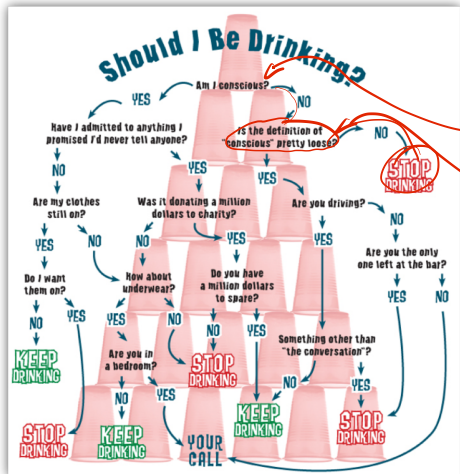 Should I Be Drinking?
Am I conscious?
YES
NO
Have I admitted to anything I
promised I'd never tell anyone?
Is the definition of
"conscious" pretty loose?
NO
STOP
DRINKING
NO
YES
YES
Are my clothes
still on?
Was it donating a million
dollars to charity?
Are you driving?
NO
YES
NO
NO
YES
YES
Are you the only
one left at the bar?
Do I want
them on?
How about
underwear?
Do you have
a million dollars
to spare?
YES
NO
YES
NO
YES
NO
NO
YES
Something other than
"the conversation"?
KEEP
DRINKING
Are you in
a bedroom?
STOP
DRINKING
NO
YES
YES
NO
KEEP
DRINKING
STOP
DRINKING
STOP
DRINKING
KEEP
DRINKING
YOUR
CALL